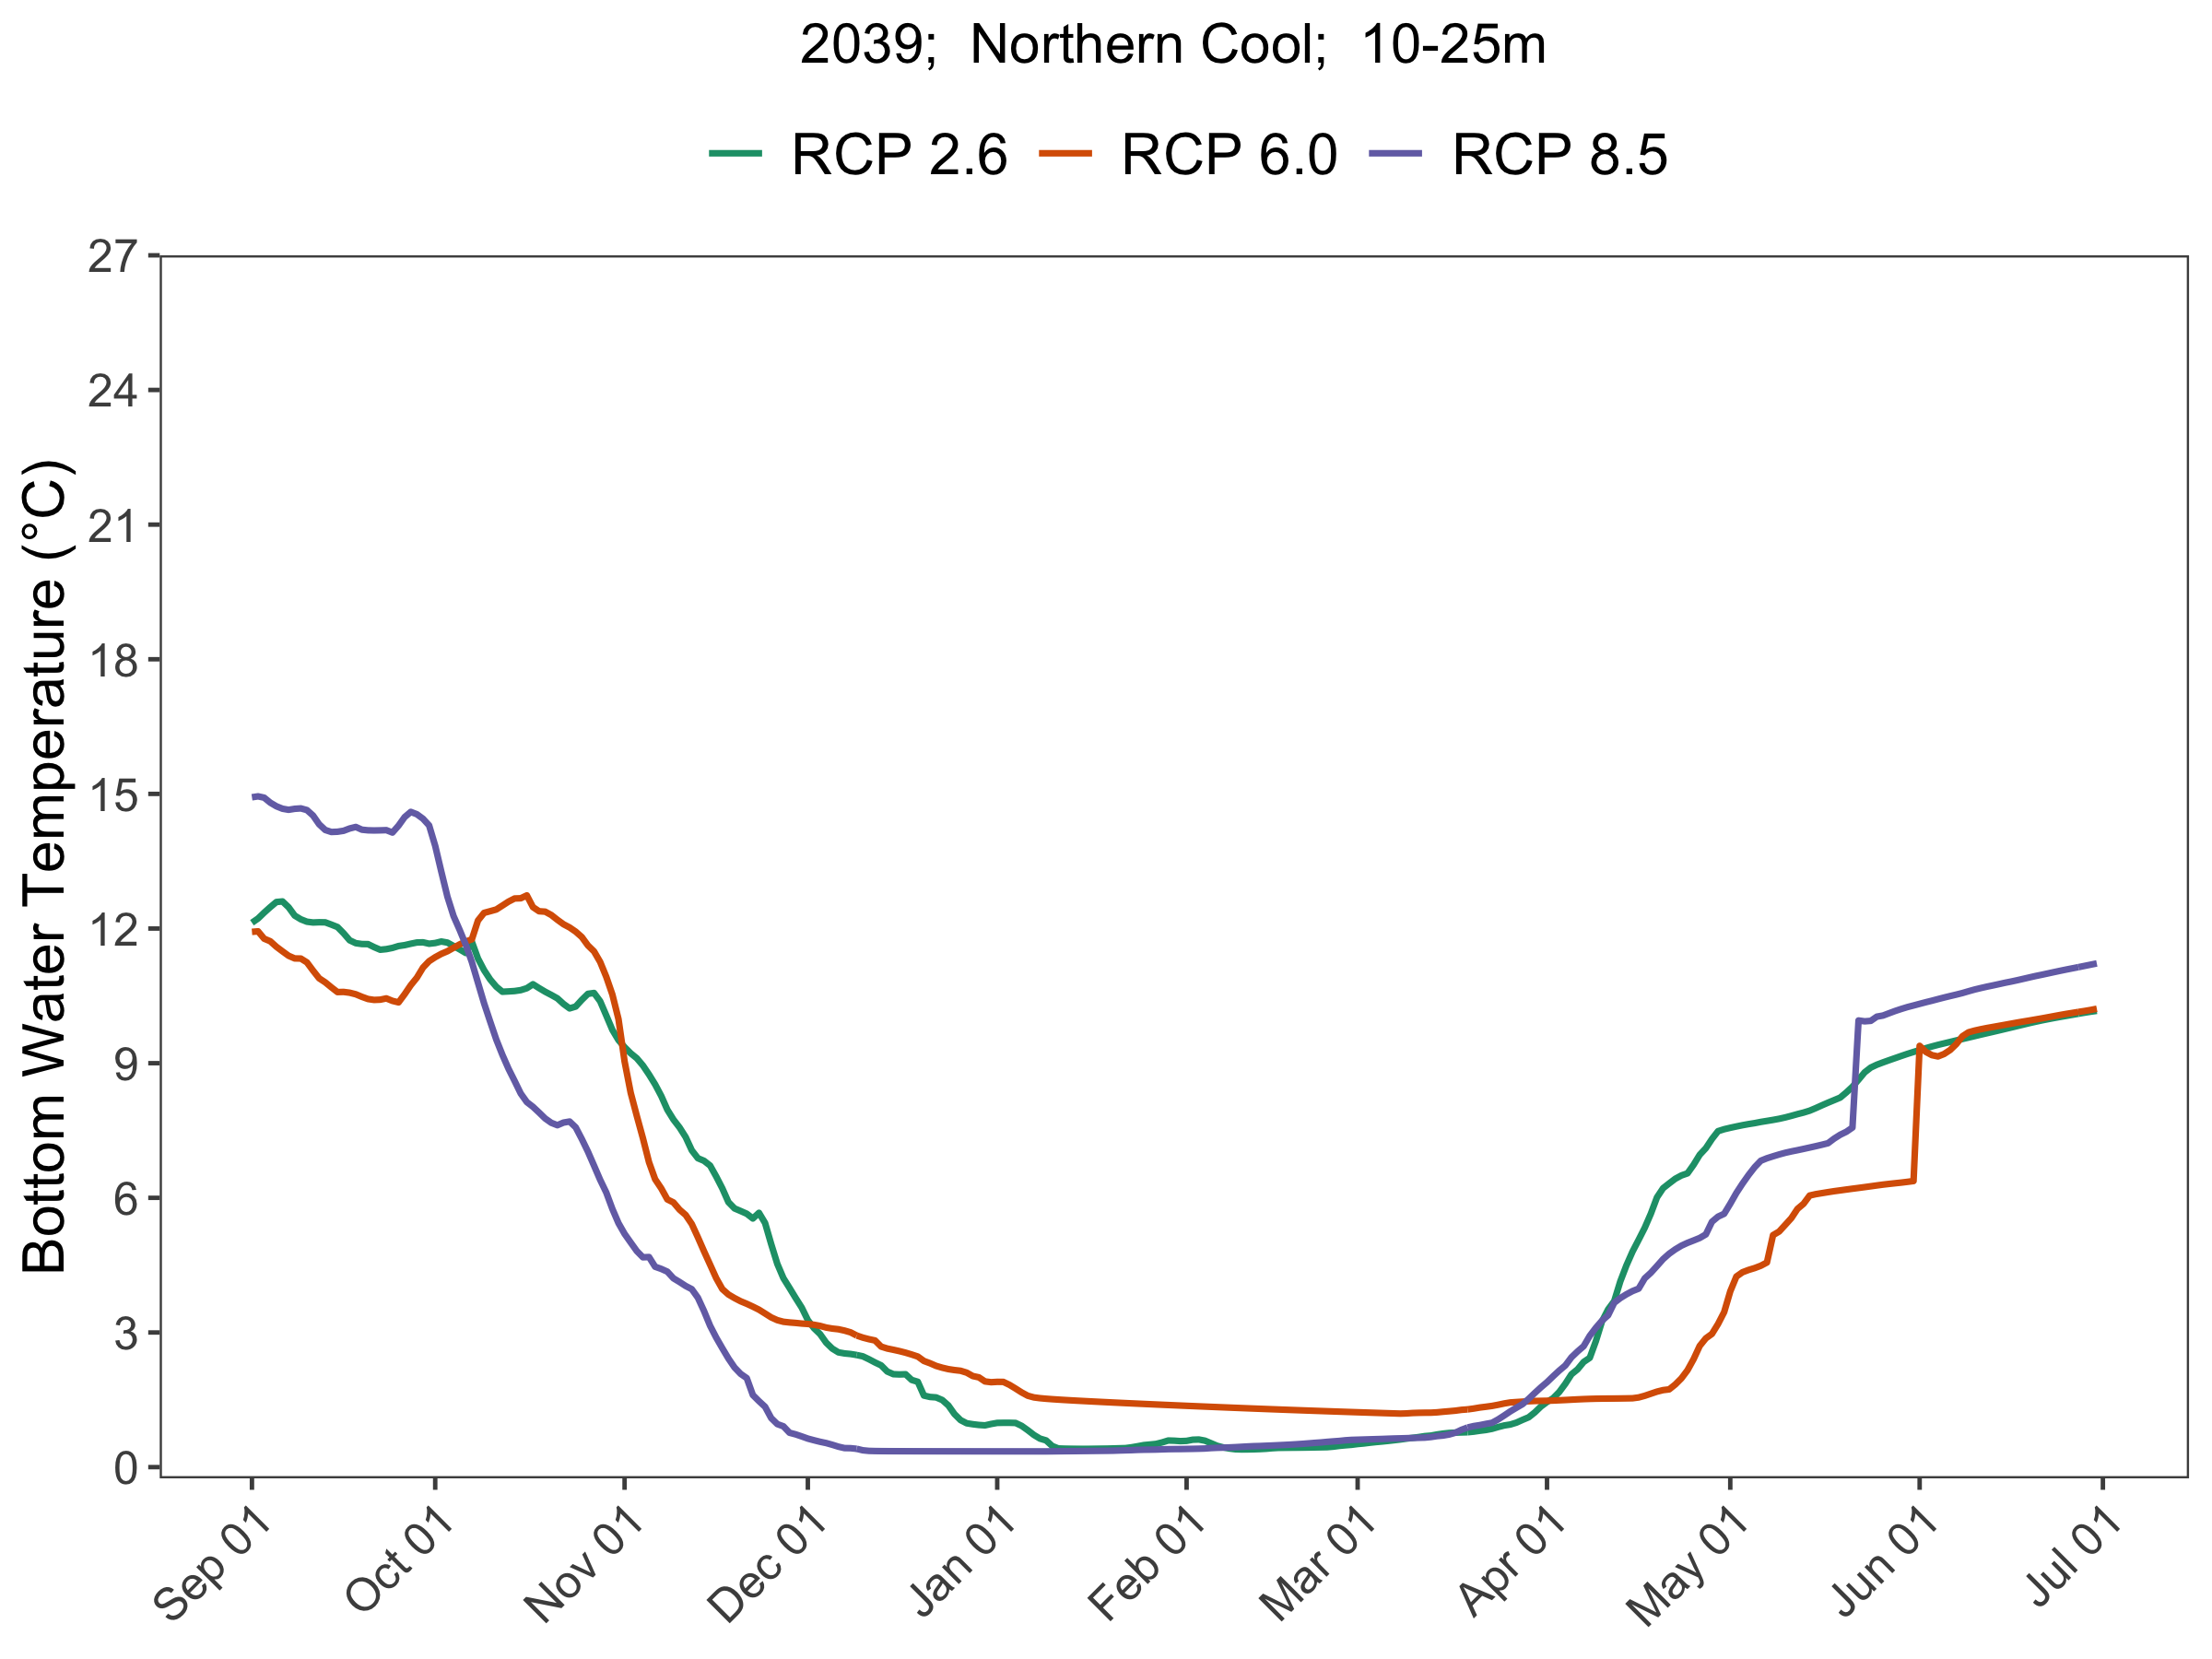 2039;  Northern Cool;  10-25m
RCP 2.6 RCP 6.0 RCP 8.5
Bottom Water Temperature (°C)
27
24
21
18
15
12
9
6
3
0
Sep 01
Oct 01
Nov 01
Dec 01
Jan 01
Feb 01
Mar 01
Apr 01
May 01
Jun 01
Jul 01